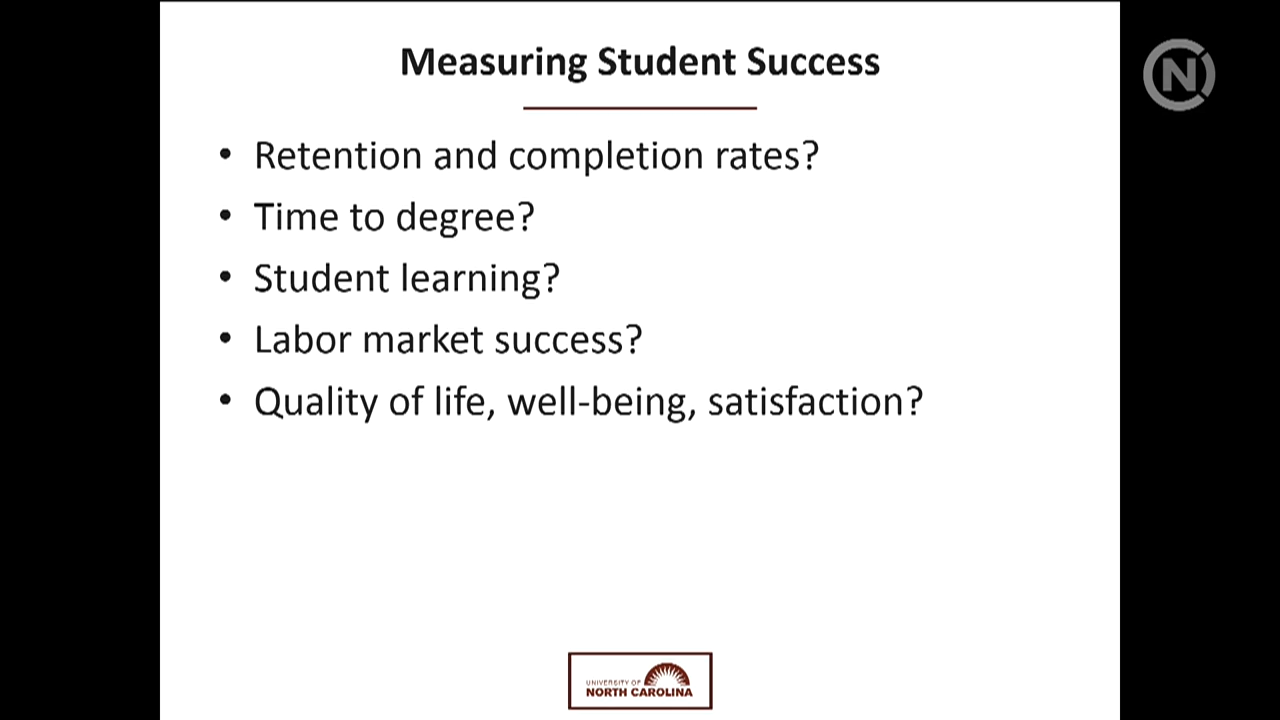 Measuring Student Success
• Retention and completion rates?
• Time to degree?
• Student learning?
• Labor market success?
• Quality of life, well-being, satisfaction?
UNIVERSITY OF
NORTH CAROLINA
N